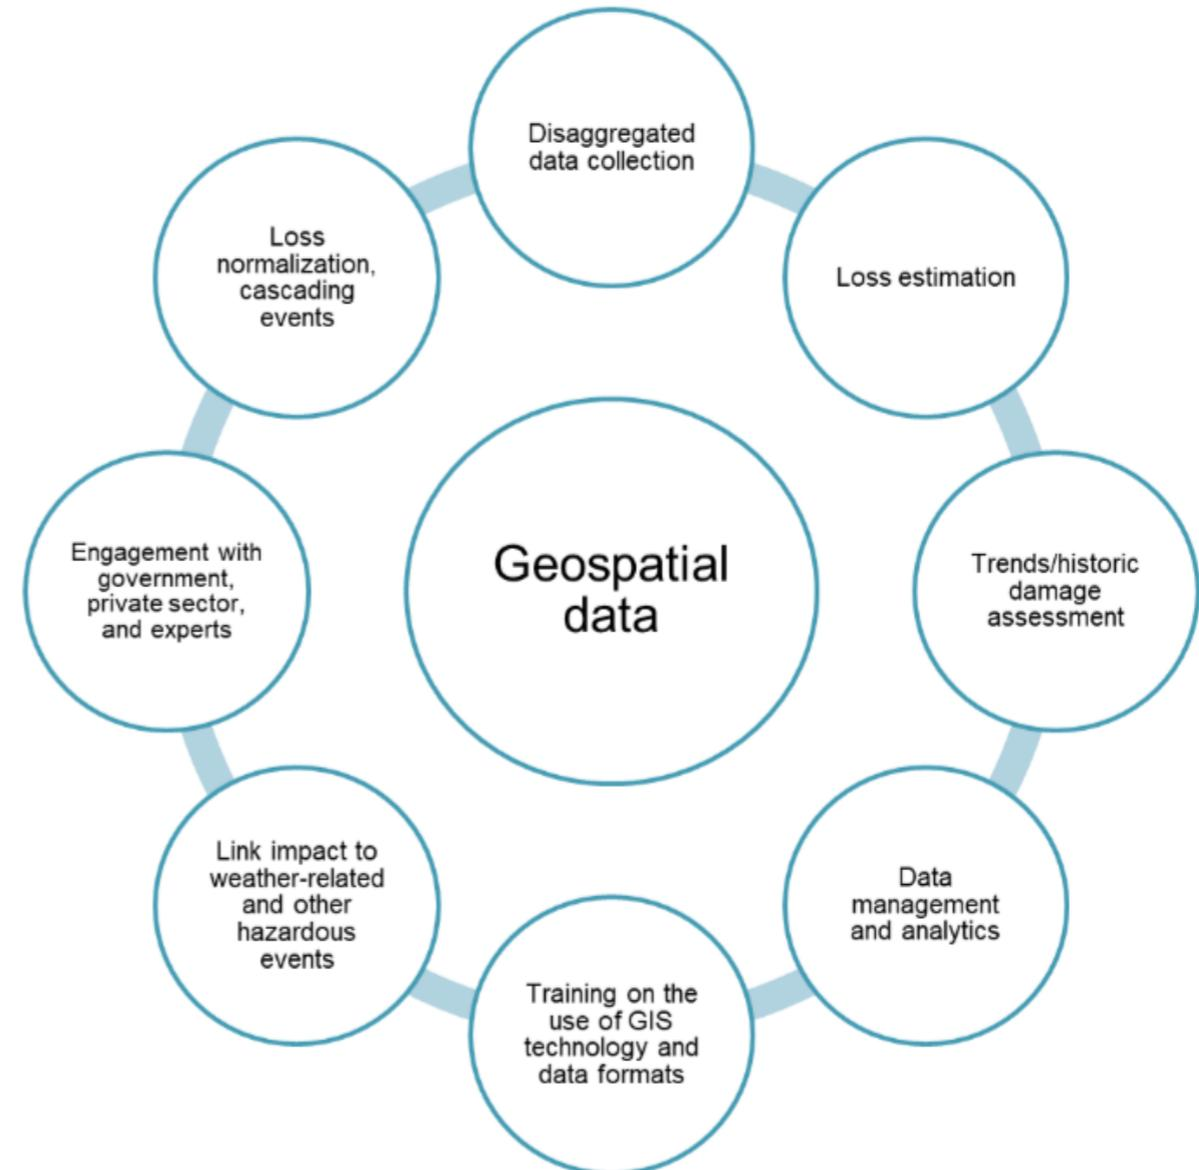 Disaggregated
data collection
Loss estimation
Trends/historic
damage
assessment
Data
management
and analytics
Training on the
use of GIS
technology and
data formats
Link impact to
weather-related
and other
hazardous
events
Engagement with
government,
private sector,
and experts
Loss
normalization,
cascading
events
Geospatial
data